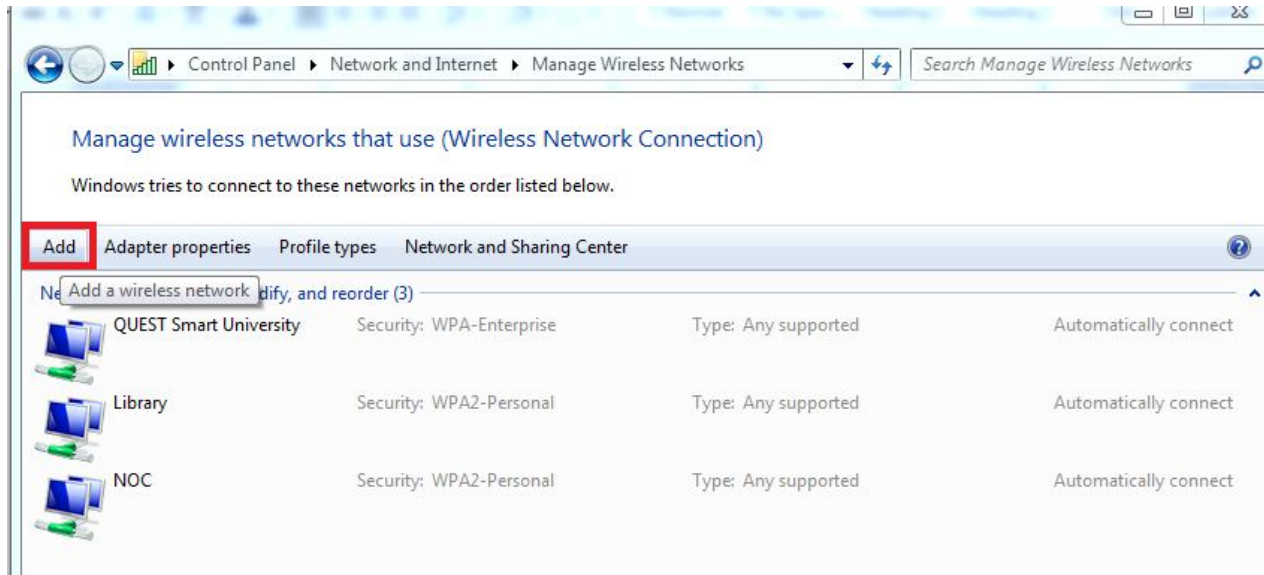 Control Panel Network and Internet Manage Wireless Networks Search Manage Wireless Networks
Manage wireless networks that use (Wireless Network Connection)
Windows tries to connect to these networks in the order listed below.
Add Adapter properties Profile types Network and Sharing Center
Add a wireless network
Ne dify, and reorder (3)
QUEST Smart University Security: WPA-Enterprise Type: Any supported Automatically connect
Library Security: WPA2-Personal Type: Any supported Automatically connect
NOC Security: WPA2-Personal Type: Any supported Automatically connect